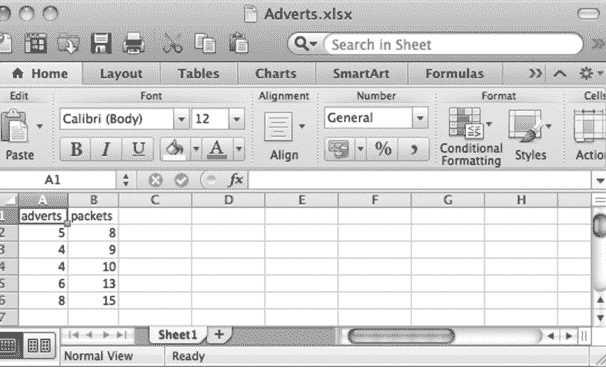 Adverts.xlsx
Search in Sheet
Home Layout Tables Charts SmartArt Formulas
Edit Font Alignment Number Format Cells
Calibri (Body) 12 General
B I U A % ,
Paste Align Conditional Formatting Styles Actio
A1 fx
A B C D E F G H
1 adverts packets
2 5 8
3 4 9
4 4 10
5 6 13
6 8 15
7
Sheet1
Normal View Ready